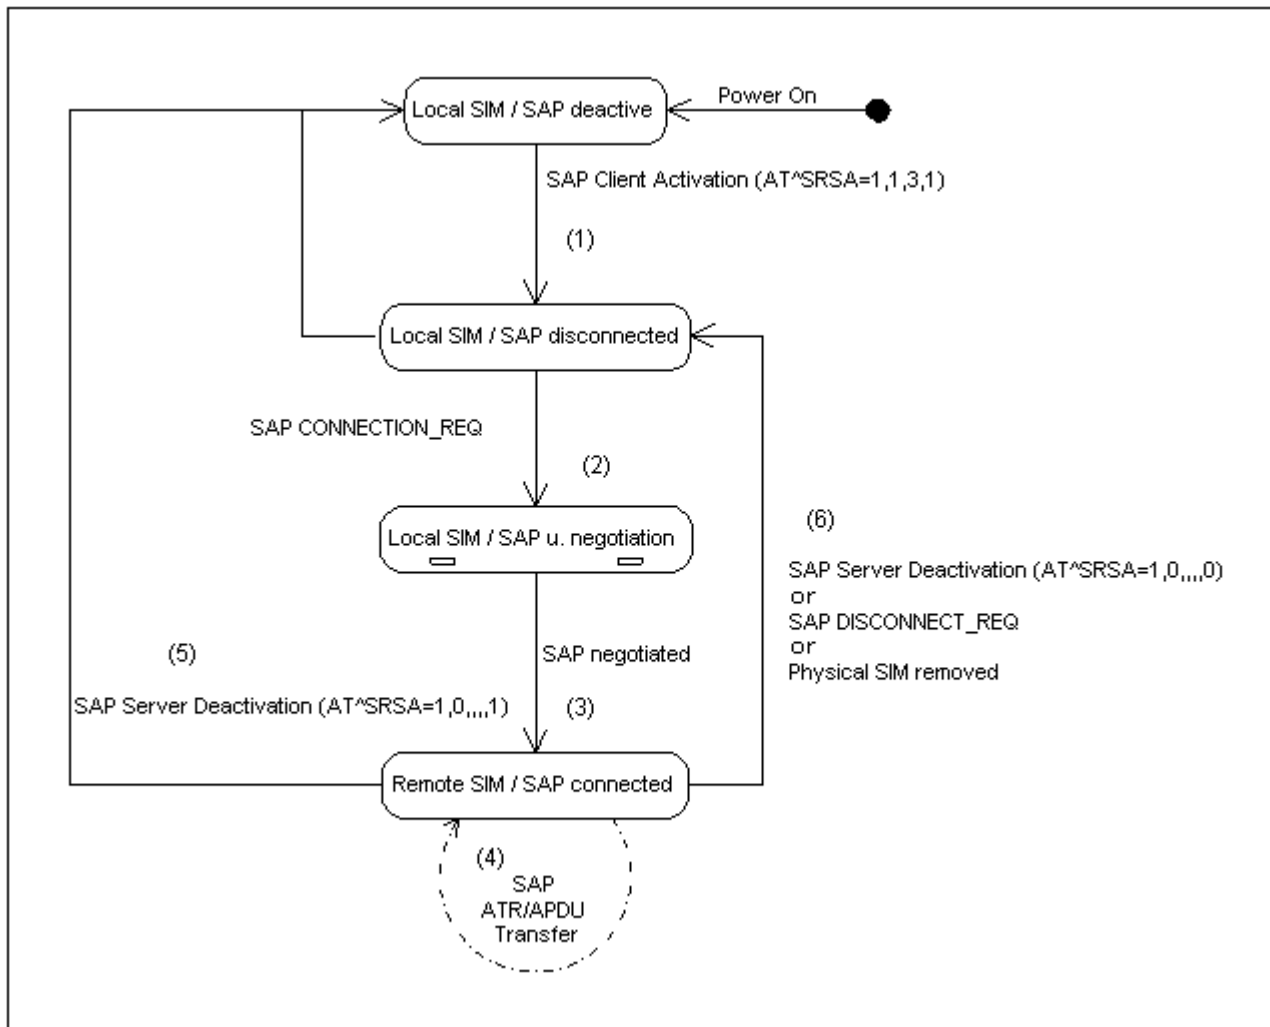 Local SIM / SAP deactive
Power On
SAP Client Activation (AT^SRSA=1,1,3,1)
(1)
Local SIM / SAP disconnected
SAP CONNECTION_REQ
(2)
Local SIM / SAP u. negotiation
(6)
SAP Server Deactivation (AT^SRSA=1,0,,,,0)
or
SAP DISCONNECT_REQ
or
Physical SIM removed
SAP negotiated
(5)
SAP Server Deactivation (AT^SRSA=1,0,,,,1)
(3)
Remote SIM / SAP connected
(4)
SAP
ATR/APDU
Transfer